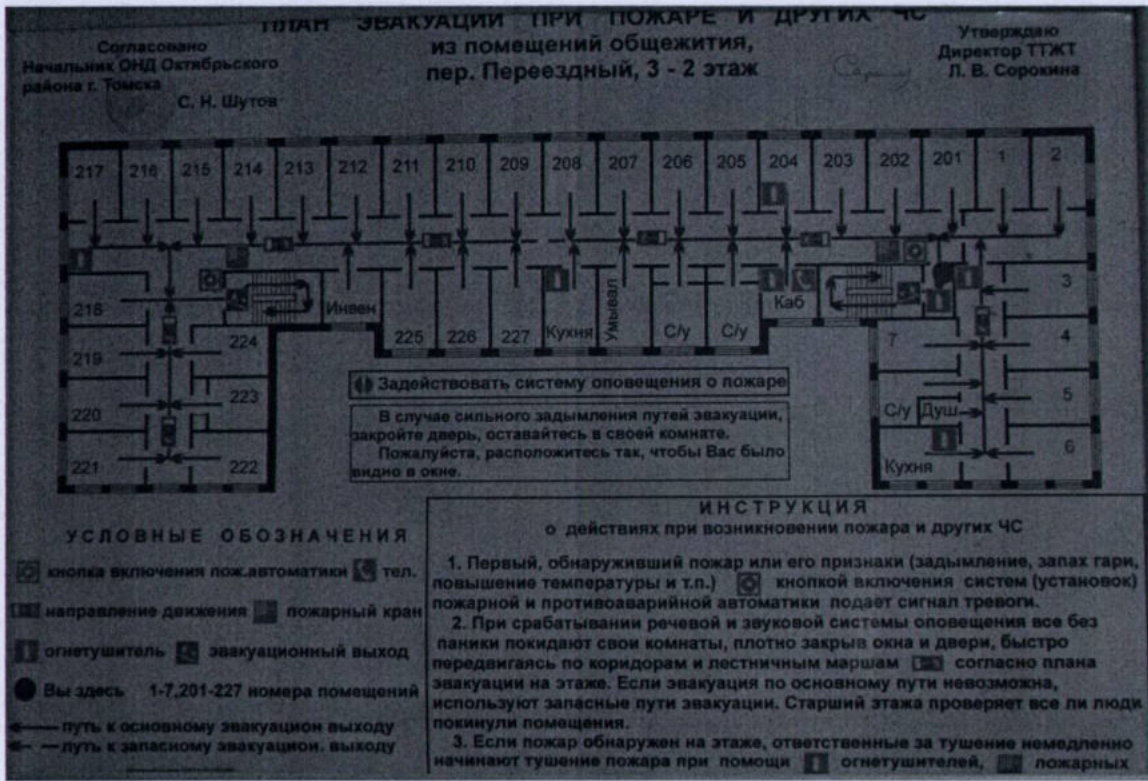 ПЛАН ЭВАКУАЦИИ ПРИ ПОЖАРЕ И ДРУГИХ ЧС
из помещений общежития,
пер. Переездный, 3 - 2 этаж
Согласовано
Начальник ОНД Октябрьского
района г. Томска
С. Н. Шутов
Утверждаю
Директор ТТЖТ
Л. В. Сорокина
217 216 215 214 213 212 211 210 209 208 207 206 205 204 203 202 201 1 2
218
219
220
221
224
223
222
Инвен
225 226 227 Кухня Умывал С/у С/у
Каб
3
4
5
6
7
С/у Душ
Кухня
Задействовать систему оповещения о пожаре
В случае сильного задымления путей эвакуации,
закройте дверь, оставайтесь в своей комнате.
Пожалуйста, расположитесь так, чтобы Вас было
видно в окне.
УСЛОВНЫЕ ОБОЗНАЧЕНИЯ
кнопка включения пож.автоматики тел.
направление движения пожарный кран
огнетушитель эвакуационный выход
Вы здесь 1-7,201-227 номера помещений
путь к основному эвакуацион выходу
путь к запасному эвакуацион. выходу
ИНСТРУКЦИЯ
о действиях при возникновении пожара и других ЧС
1. Первый, обнаруживший пожар или его признаки (задымление, запах гари,
повышение температуры и т.п.) кнопкой включения систем (установок)
пожарной и противоаварийной автоматики подает сигнал тревоги.
2. При срабатывании речевой и звуковой системы оповещения все без
паники покидают свои комнаты, плотно закрыв окна и двери, быстро
передвигаясь по коридорам и лестничным маршам согласно плана
эвакуации на этаже. Если эвакуация по основному пути невозможна,
используют запасные пути эвакуации. Старший этажа проверяет все ли люди
покинули помещения.
3. Если пожар обнаружен на этаже, ответственные за тушение немедленно
начинают тушение пожара при помощи огнетушителей, пожарных